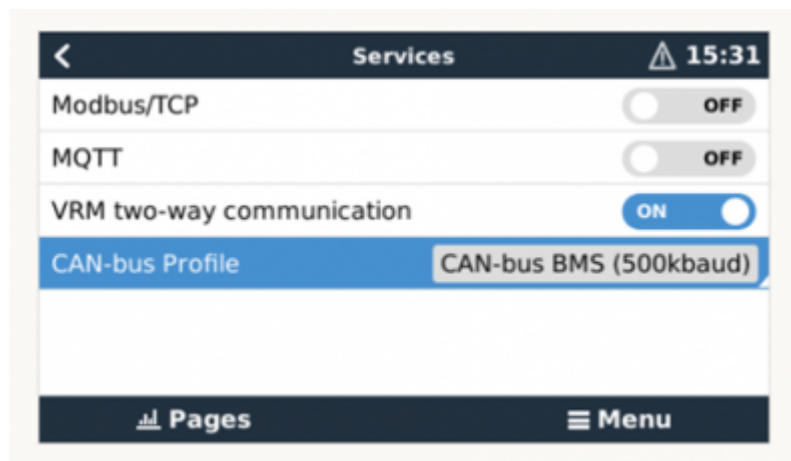 Services 15:31
Modbus/TCP OFF
MQTT OFF
VRM two-way communication ON
CAN-bus Profile CAN-bus BMS (500kbaud)
Pages Menu